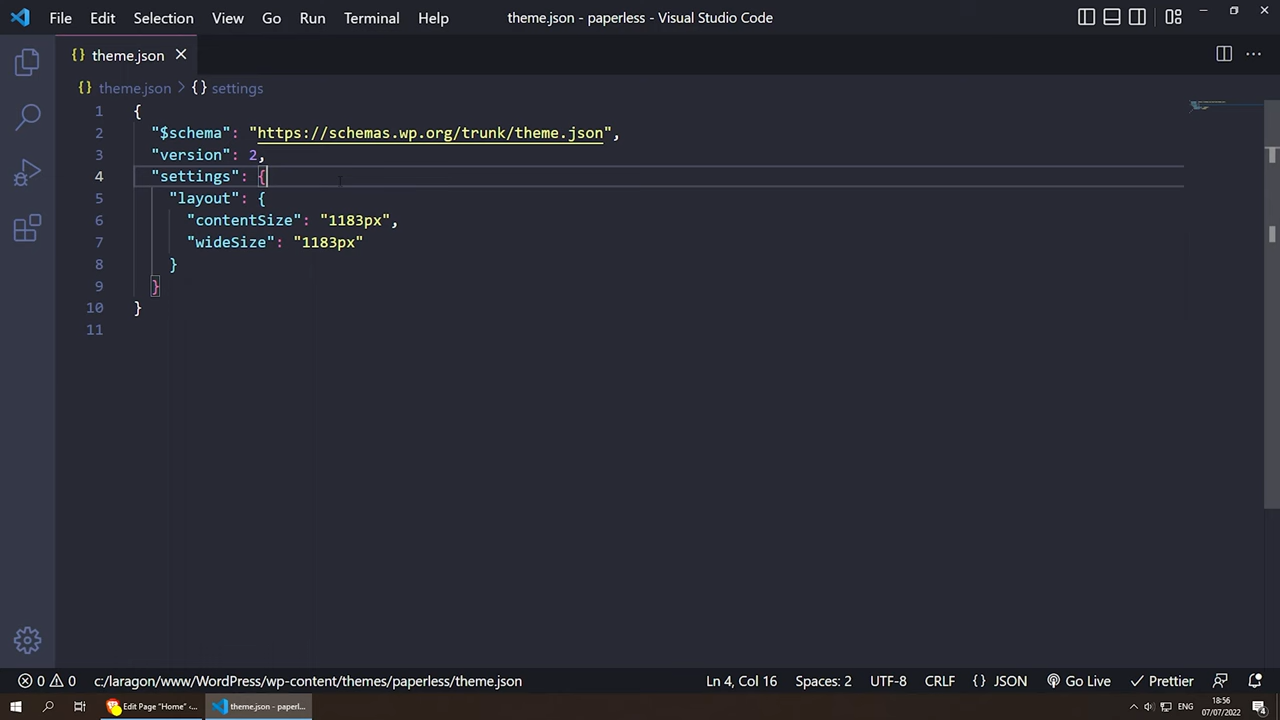 File Edit Selection View Go Run Terminal Help theme.json - paperless - Visual Studio Code
{} theme.json
{} theme.json > {} settings
1 {
2 "$schema": "https://schemas.wp.org/trunk/theme.json",
3 "version": 2,
4 "settings": {
5 "layout": {
6 "contentSize": "1183px",
7 "wideSize": "1183px"
8 }
9 }
10 }
11
0 0 c:/laragon/www/WordPress/wp-content/themes/paperless/theme.json Ln 4, Col 16 Spaces: 2 UTF-8 CRLF {} JSON Go Live Prettier
Edit Page "Home" -... theme.json - paperl... ENG 18:56
07/07/2022 4